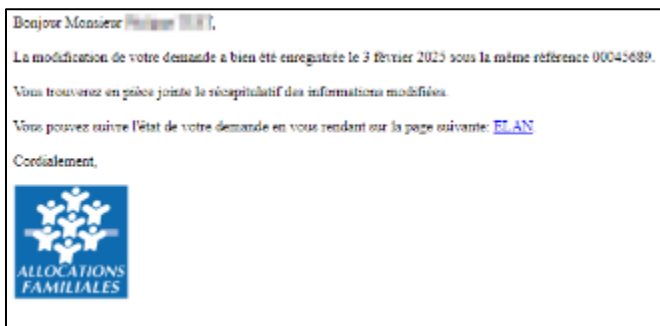 Bonjour Monsieur
La modification de votre demande a bien été enregistrée le 3 février 2025 sous la même référence 00045689.
Vous trouverez en pièce jointe le récapitulatif des informations modifiées.
Vous pouvez suivre l'état de votre demande en vous rendant sur la page suivante: ELAN.
Cordialement,
ALLOCATIONS
FAMILIALES